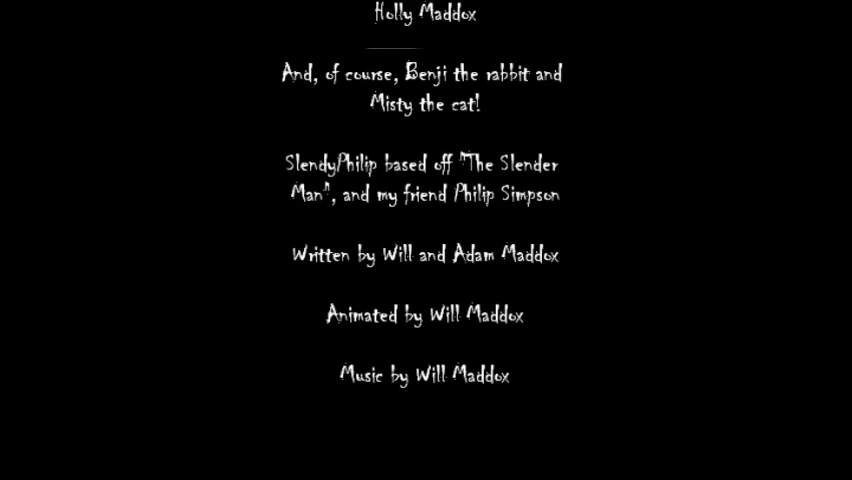 Holly Maddox
And, of course, Benji the rabbit and
Misty the cat!
SlendyPhilip based off "The Slender
Man", and my friend Philip Simpson
Written by Will and Adam Maddox
Animated by Will Maddox
Music by Will Maddox